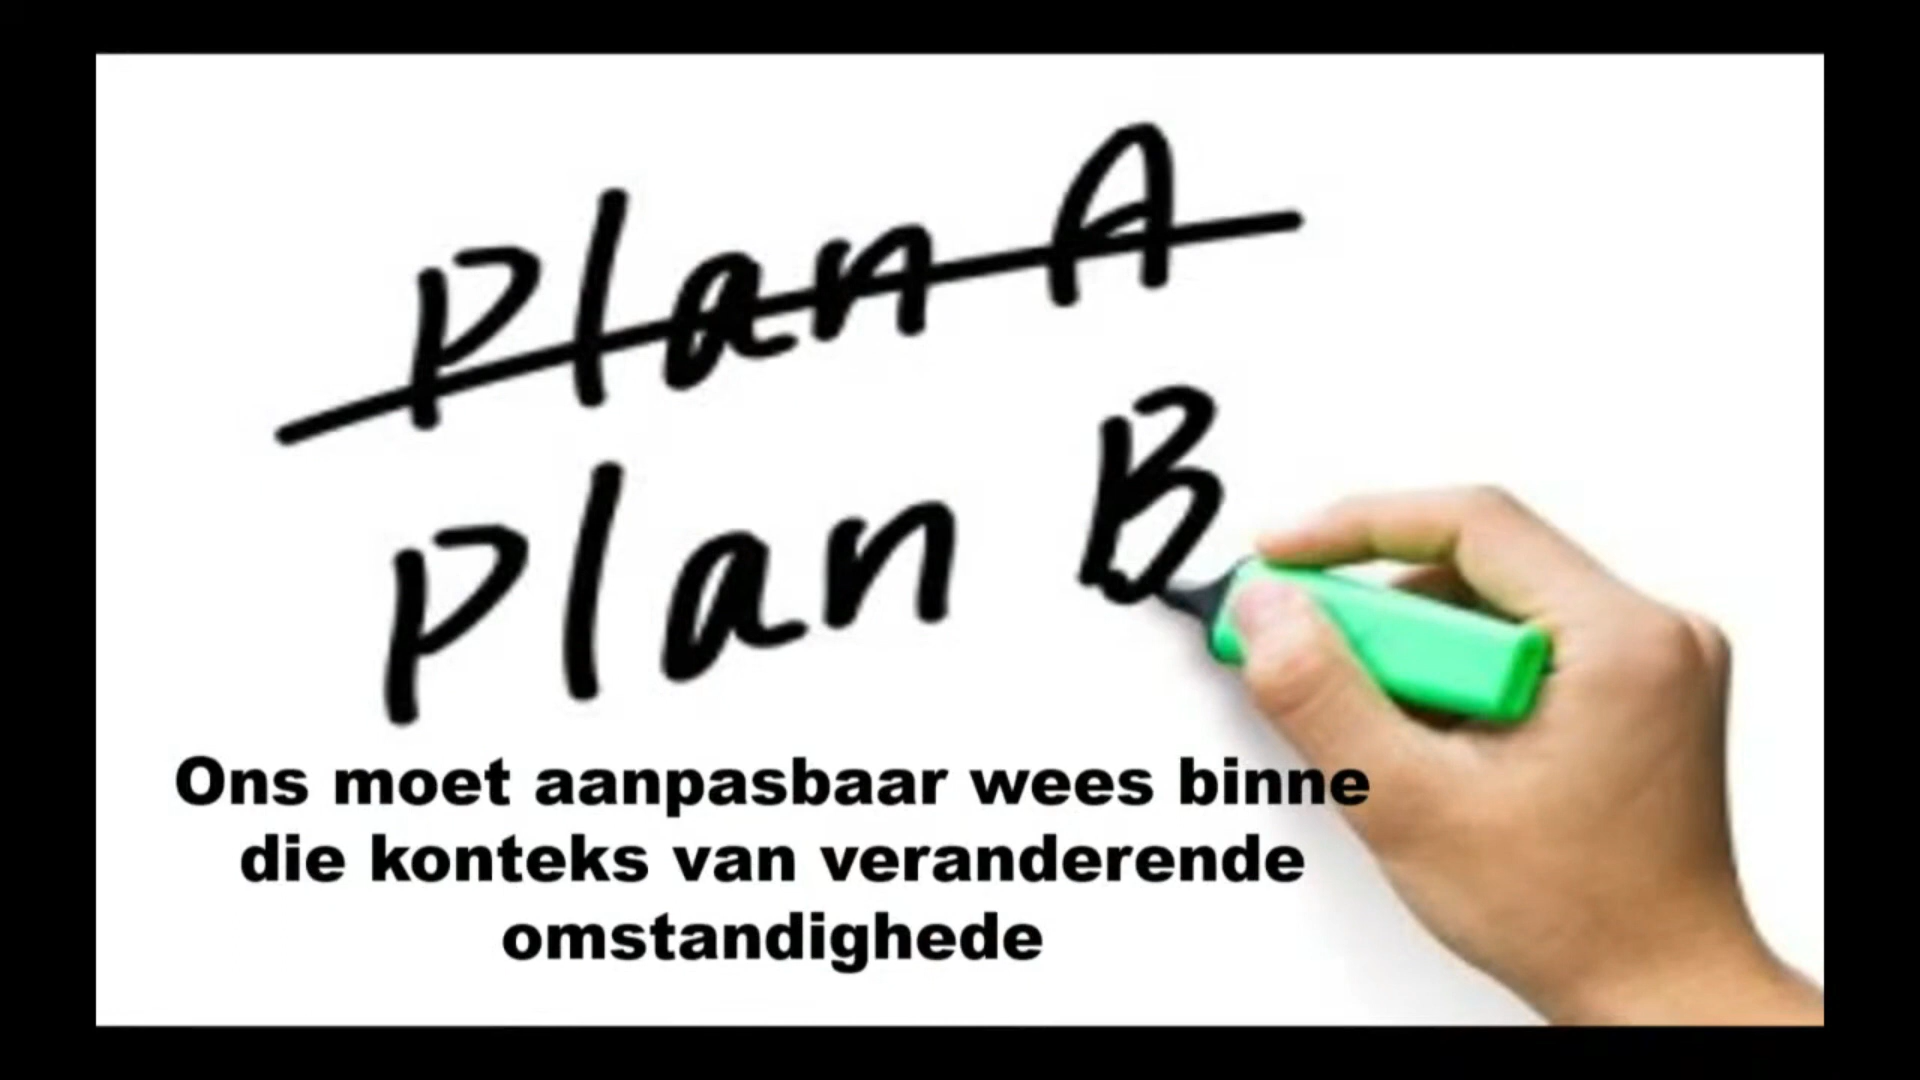 Plan A
Plan B
Ons moet aanpasbaar wees binne
die konteks van veranderende
omstandighede